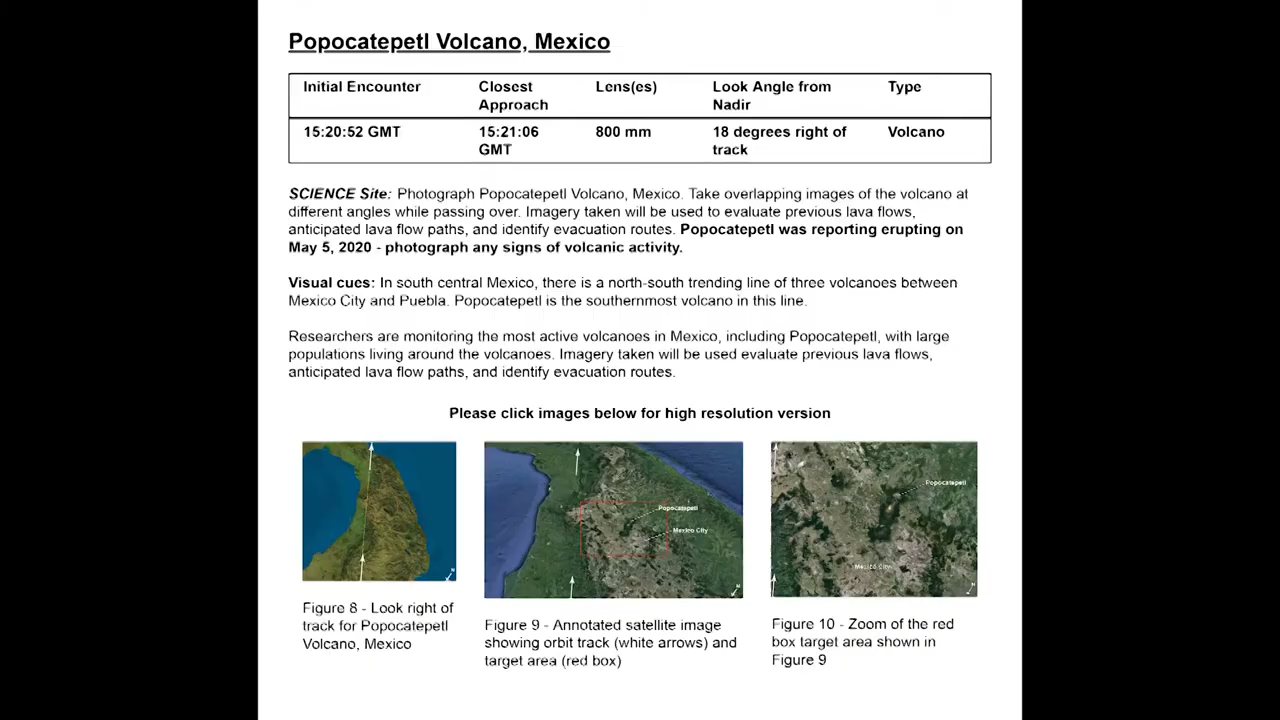 Popocatepetl Volcano, Mexico
Initial Encounter Closest Approach Lens(es) Look Angle from Nadir Type
15:20:52 GMT 15:21:06 GMT 800 mm 18 degrees right of track Volcano
SCIENCE Site: Photograph Popocatepetl Volcano, Mexico. Take overlapping images of the volcano at
different angles while passing over. Imagery taken will be used to evaluate previous lava flows,
anticipated lava flow paths, and identify evacuation routes. Popocatepetl was reporting erupting on
May 5, 2020 - photograph any signs of volcanic activity.
Visual cues: In south central Mexico, there is a north-south trending line of three volcanoes between
Mexico City and Puebla. Popocatepetl is the southernmost volcano in this line.
Researchers are monitoring the most active volcanoes in Mexico, including Popocatepetl, with large
populations living around the volcanoes. Imagery taken will be used evaluate previous lava flows,
anticipated lava flow paths, and identify evacuation routes.
Please click images below for high resolution version
N
Popocatepetl
Mexico City
N
Popocatepetl
Mexico City
N
Figure 8 - Look right of
track for Popocatepetl
Volcano, Mexico
Figure 9 - Annotated satellite image
showing orbit track (white arrows) and
target area (red box)
Figure 10 - Zoom of the red
box target area shown in
Figure 9